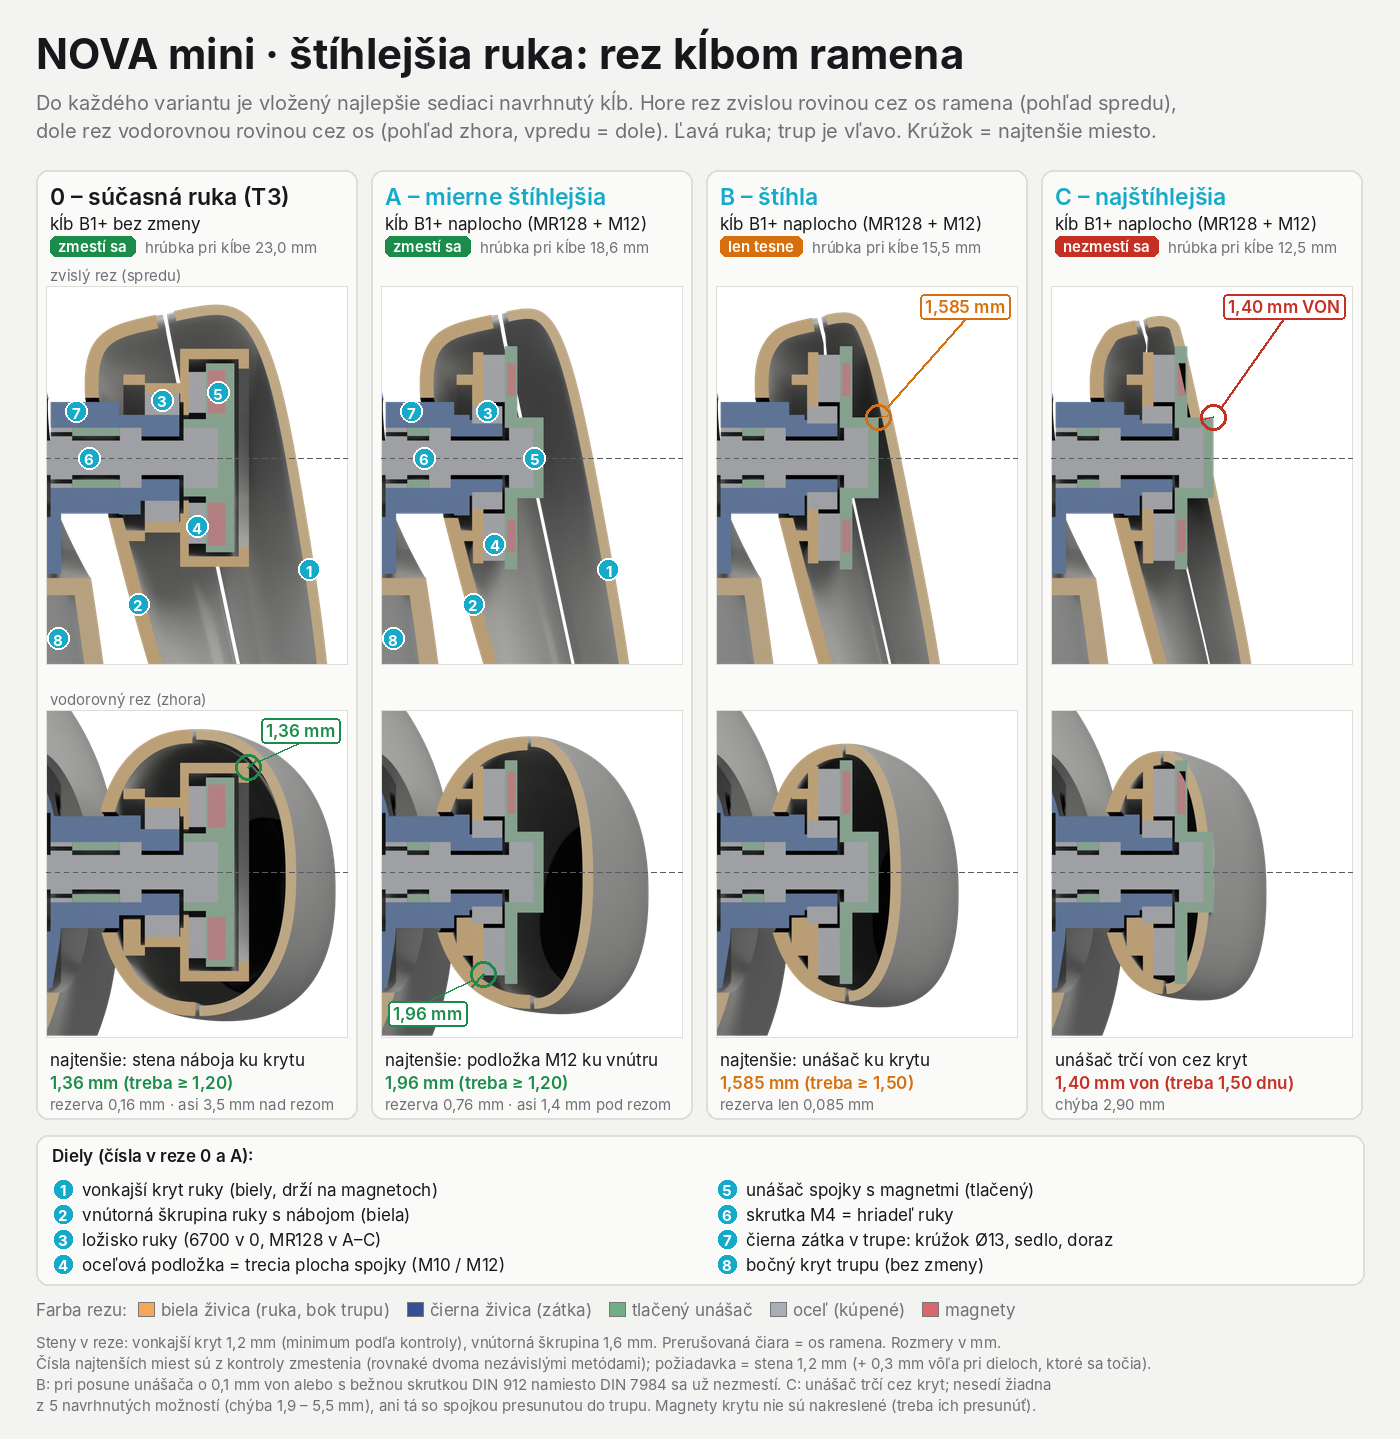 NOVA mini · štíhlejšia ruka: rez kĺbom ramena
Do každého variantu je vložený najlepšie sediaci navrhnutý kĺb. Hore rez zvislou rovinou cez os ramena (pohľad spredu),
dole rez vodorovnou rovinou cez os (pohľad zhora, vpredu = dole). Ľavá ruka; trup je vľavo. Krúžok = najtenšie miesto.
0 – súčasná ruka (T3)
kĺb B1+ bez zmeny
zmestí sa hrúbka pri kĺbe 23,0 mm
zvislý rez (spredu)
7
3
5
6
4
1
2
8
vodorovný rez (zhora)
1,36 mm
najtenšie: stena náboja ku krytu
1,36 mm (treba ≥ 1,20)
rezerva 0,16 mm · asi 3,5 mm nad rezom
A – mierne štíhlejšia
kĺb B1+ naplocho (MR128 + M12)
zmestí sa hrúbka pri kĺbe 18,6 mm
7
3
6
5
4
1
2
8
1,96 mm
najtenšie: podložka M12 ku vnútru
1,96 mm (treba ≥ 1,20)
rezerva 0,76 mm · asi 1,4 mm pod rezom
B – štíhla
kĺb B1+ naplocho (MR128 + M12)
len tesne hrúbka pri kĺbe 15,5 mm
1,585 mm
najtenšie: unášač ku krytu
1,585 mm (treba ≥ 1,50)
rezerva len 0,085 mm
C – najštíhlejšia
kĺb B1+ naplocho (MR128 + M12)
nezmestí sa hrúbka pri kĺbe 12,5 mm
1,40 mm VON
unášač trčí von cez kryt
1,40 mm von (treba 1,50 dnu)
chýba 2,90 mm
Diely (čísla v reze 0 a A):
1 vonkajší kryt ruky (biely, drží na magnetoch)
2 vnútorná škrupina ruky s nábojom (biela)
3 ložisko ruky (6700 v 0, MR128 v A–C)
4 oceľová podložka = trecia plocha spojky (M10 / M12)
5 unášač spojky s magnetmi (tlačený)
6 skrutka M4 = hriadeľ ruky
7 čierna zátka v trupe: krúžok Ø13, sedlo, doraz
8 bočný kryt trupu (bez zmeny)
Farba rezu: biela živica (ruka, bok trupu) čierna živica (zátka) tlačený unášač oceľ (kúpené) magnety
Steny v reze: vonkajší kryt 1,2 mm (minimum podľa kontroly), vnútorná škrupina 1,6 mm. Prerušovaná čiara = os ramena. Rozmery v mm.
Čísla najtenších miest sú z kontroly zmestenia (rovnaké dvoma nezávislými metódami); požiadavka = stena 1,2 mm (+ 0,3 mm vôľa pri dieloch, ktoré sa točia).
B: pri posune unášača o 0,1 mm von alebo s bežnou skrutkou DIN 912 namiesto DIN 7984 sa už nezmestí. C: unášač trčí cez kryt; nesedí žiadna
z 5 navrhnutých možností (chýba 1,9 – 5,5 mm), ani tá so spojkou presunutou do trupu. Magnety krytu nie sú nakreslené (treba ich presunúť).